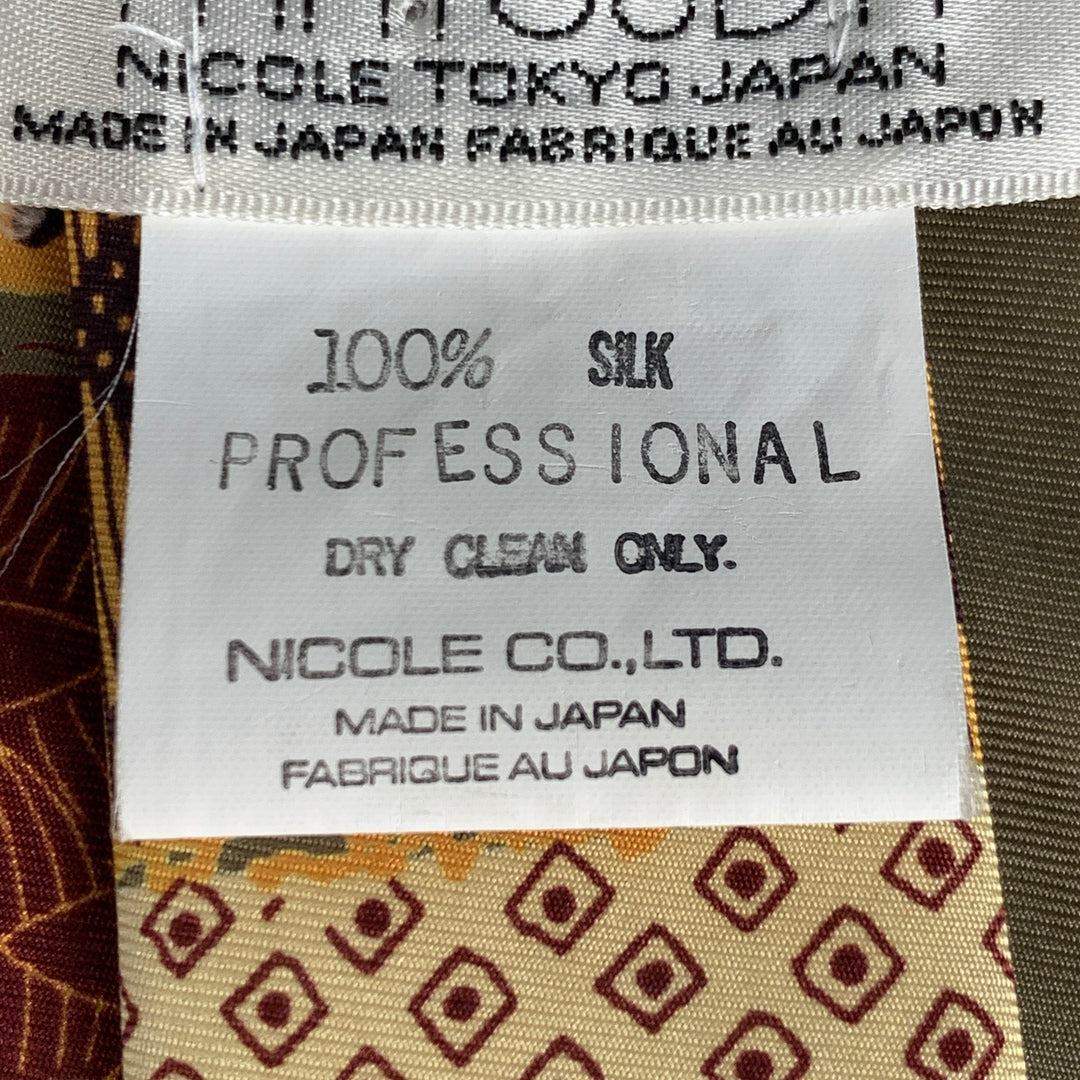 NICOLE TOKYO JAPAN
MADE IN JAPAN FABRIQUE AU JAPON
100% SILK
PROFESSIONAL
DRY CLEAN ONLY.
NICOLE CO.,LTD.
MADE IN JAPAN
FABRIQUE AU JAPON